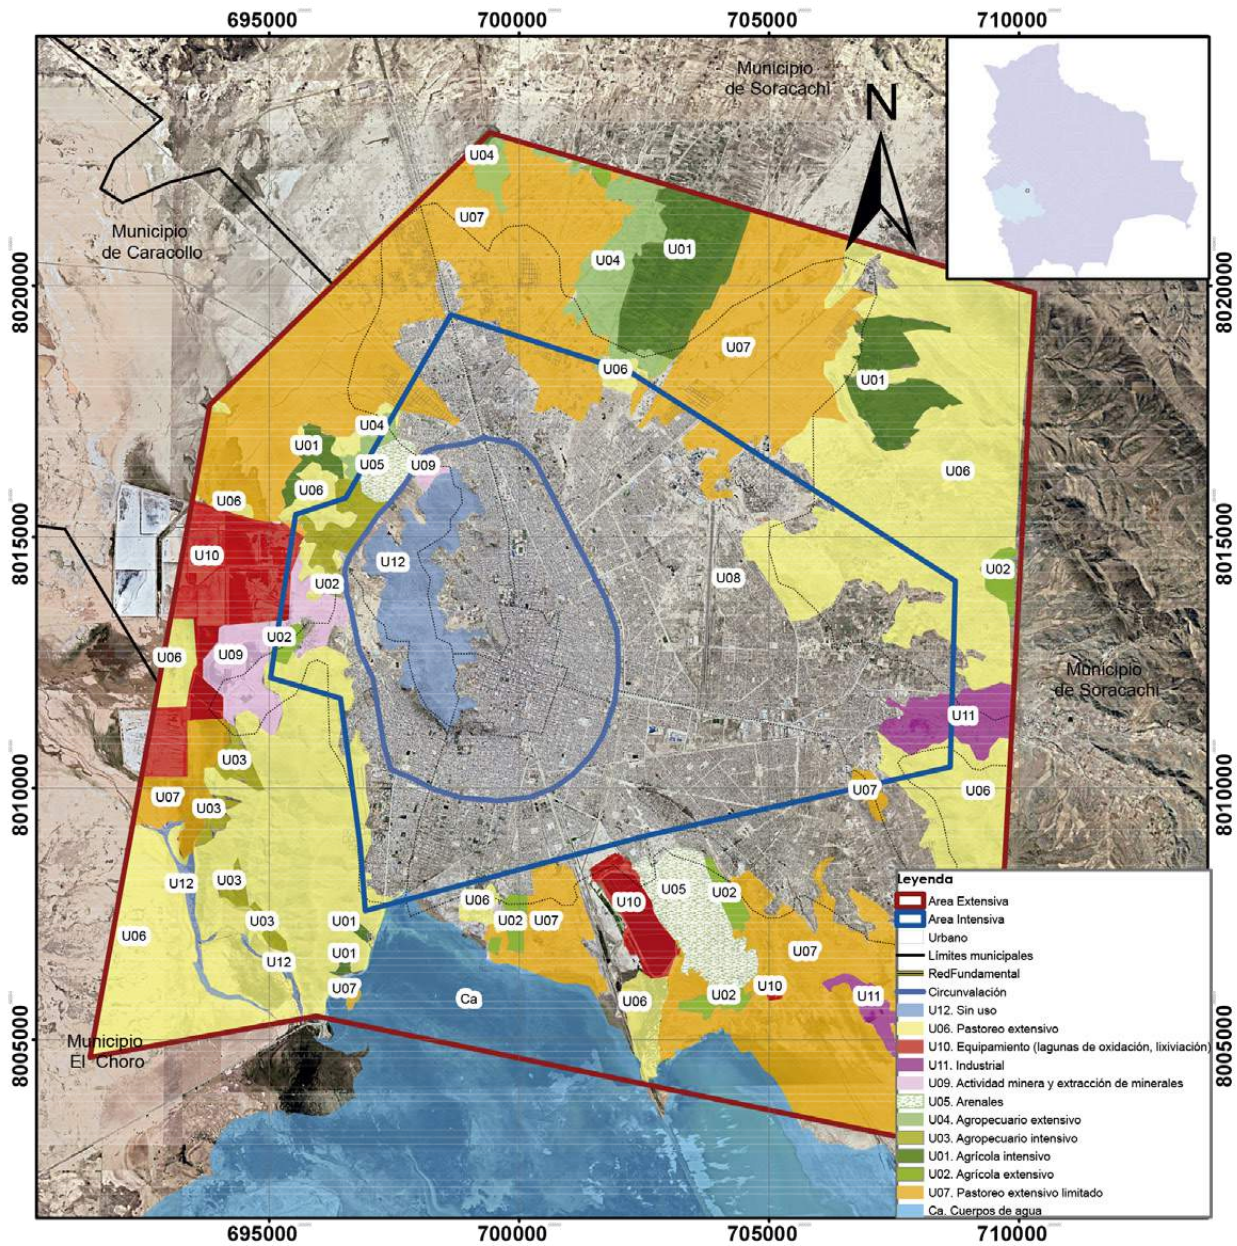 695000
700000
705000
710000
Municipio
de Soracachi
N
U04
U07
Municipio
de Caracollo
U01
U04
8020000
8020000
U07
U06
U01
U04
U01
U05
U09
U06
U06
U06
8015000
8015000
U10
U12
U02
U08
U02
U02
U09
U06
Municipio
de Soracachi
U11
U03
U07
U03
U07
U06
8010000
8010000
U12
U03
U05
U02
U06
U10
U03
U01
U02
U07
U06
U01
U07
U12
U07
Ca
U06
U02
U10
U11
8005000
8005000
Municipio
El Choro
Leyenda
Area Extensiva
Area Intensiva
Urbano
Límites municipales
RedFundamental
Circunvalación
U12. Sin uso
U06. Pastoreo extensivo
U10. Equipamiento (lagunas de oxidación, lixiviación)
U11. Industrial
U09. Actividad minera y extracción de minerales
U05. Arenales
U04. Agropecuario extensivo
U03. Agropecuario intensivo
U01. Agrícola intensivo
U02. Agrícola extensivo
U07. Pastoreo extensivo limitado
Ca. Cuerpos de agua
695000
700000
705000
710000